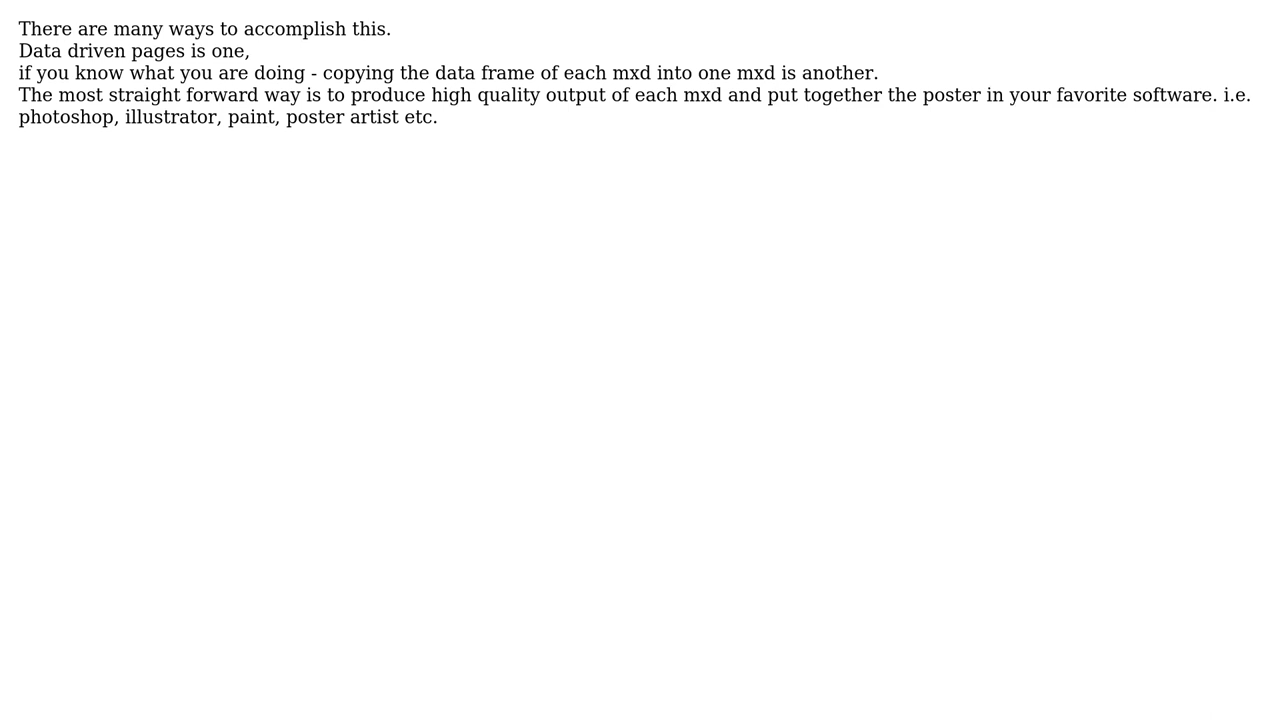 There are many ways to accomplish this.
Data driven pages is one,
if you know what you are doing - copying the data frame of each mxd into one mxd is another.
The most straight forward way is to produce high quality output of each mxd and put together the poster in your favorite software. i.e.
photoshop, illustrator, paint, poster artist etc.